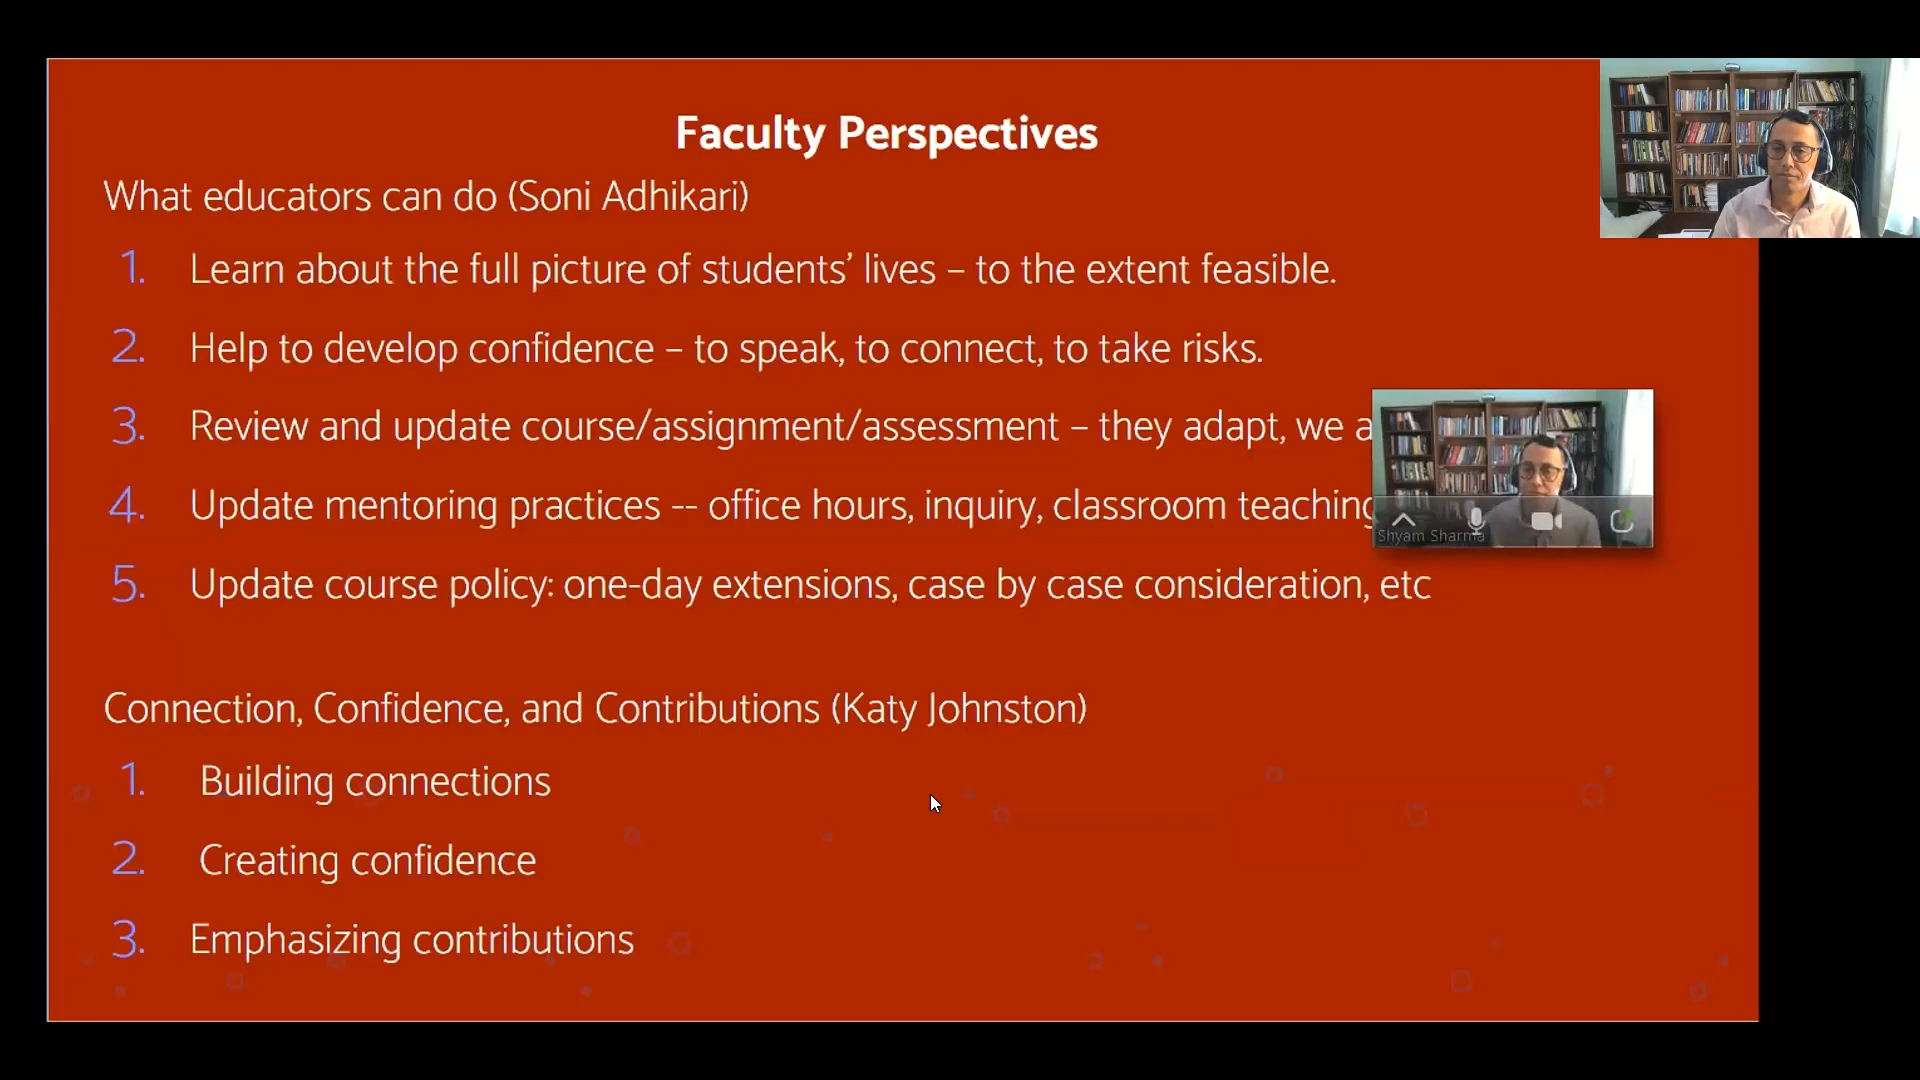 Faculty Perspectives
What educators can do (Soni Adhikari)
1. Learn about the full picture of students’ lives – to the extent feasible.
2. Help to develop confidence – to speak, to connect, to take risks.
3. Review and update course/assignment/assessment – they adapt, we
4. Update mentoring practices -- office hours, inquiry, classroom teaching
Shyam Sharma
5. Update course policy: one-day extensions, case by case consideration, etc
Connection, Confidence, and Contributions (Katy Johnston)
1. Building connections
2. Creating confidence
3. Emphasizing contributions